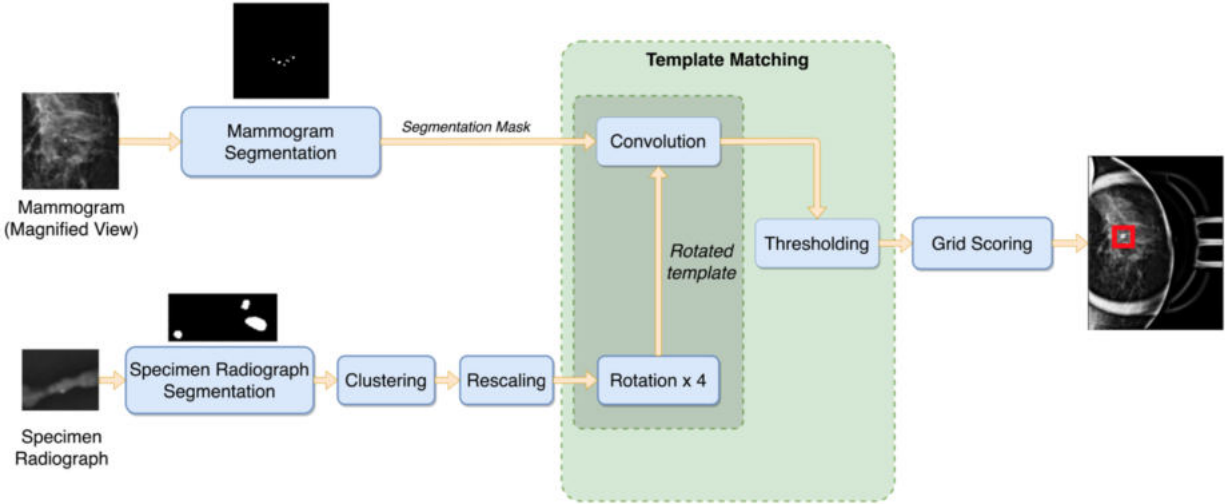 Template Matching
Mammogram
Segmentation
Segmentation Mask
Convolution
Mammogram
(Magnified View)
Rotated
template
Thresholding
Grid Scoring
Specimen Radiograph
Segmentation
Clustering
Rescaling
Rotation x 4
Specimen
Radiograph